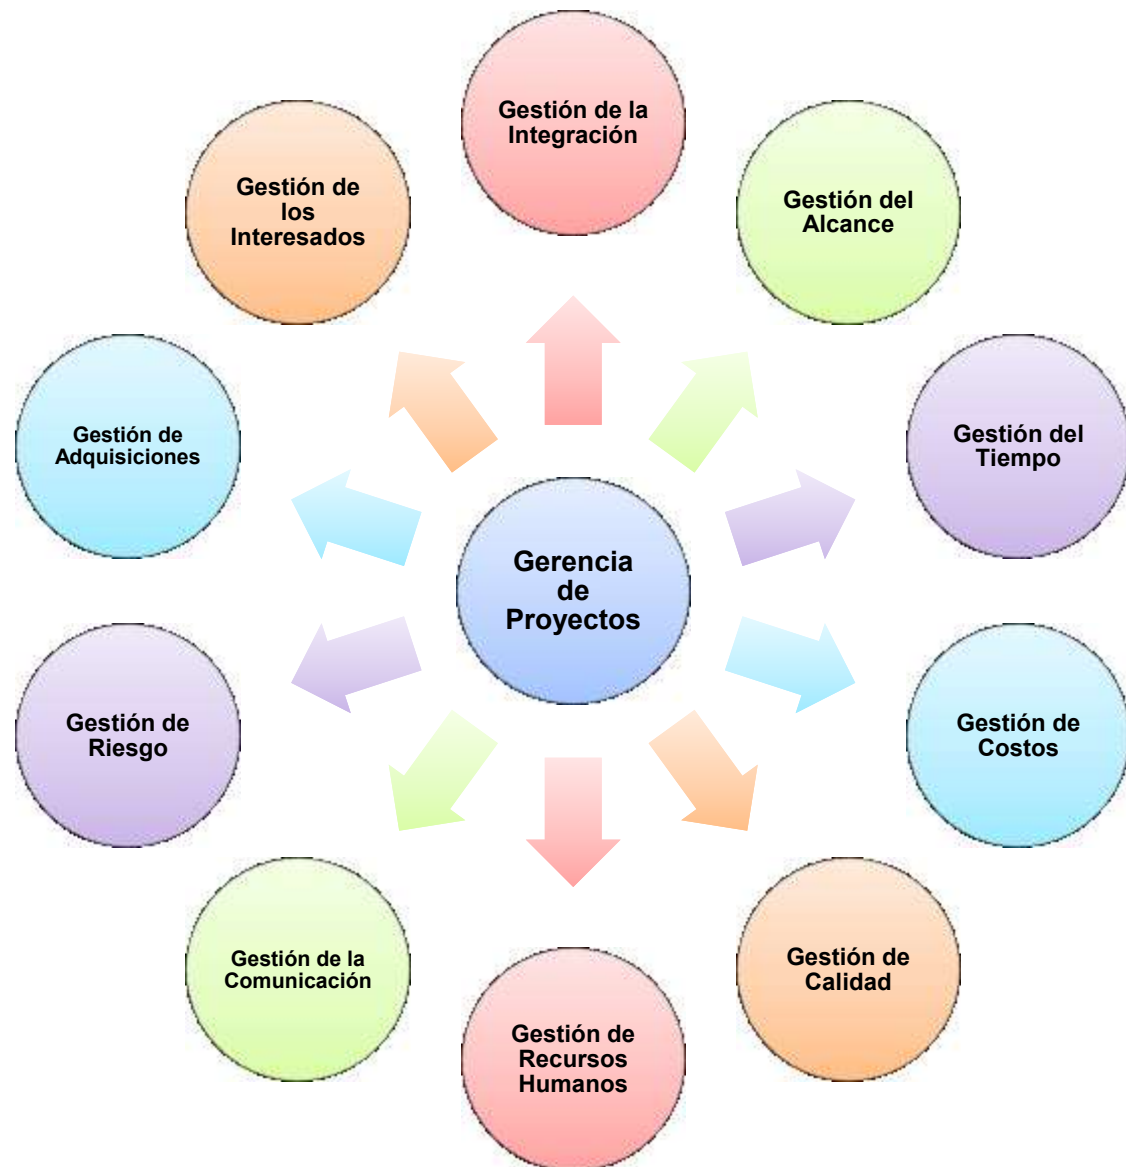 Gestión de la
Integración
Gestión del
Alcance
Gestión del
Tiempo
Gestión de
Costos
Gestión de
Calidad
Gestión de
Recursos
Humanos
Gestión de la
Comunicación
Gestión de
Riesgo
Gestión de
Adquisiciones
Gestión de
los
Interesados
Gerencia
de
Proyectos